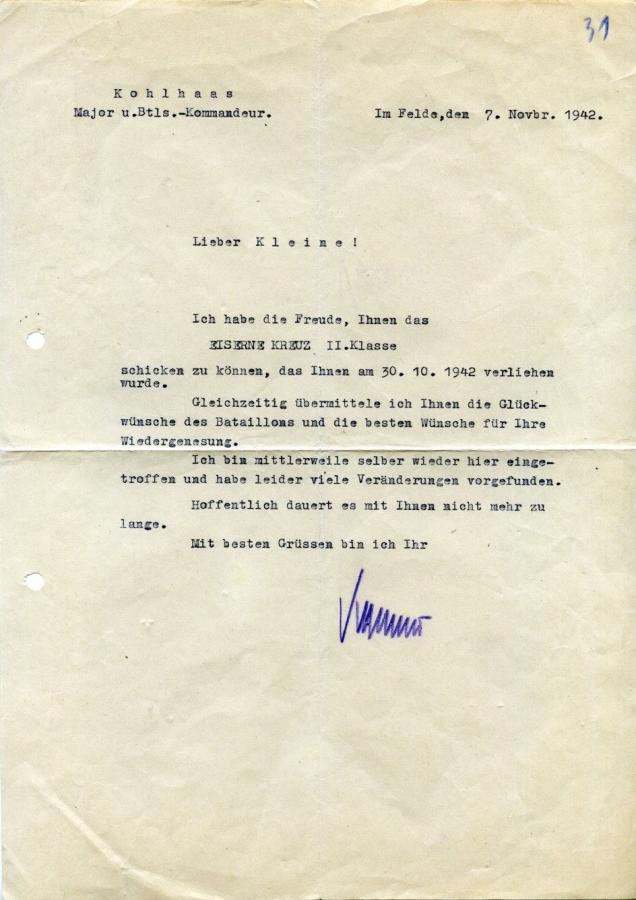 31
K o h l h a a s
Major u.Btls.-Kommandeur.
Im Felde,den 7. Novbr. 1942.
Lieber K l e i n e !
Ich habe die Freude, Ihnen das
EISERNE KREUZ II.Klasse
schicken zu können, das Ihnen am 30. 10. 1942 verliehen
wurde.
Gleichzeitig übermittele ich Ihnen die Glück-
wünsche des Bataillons und die besten Wünsche für Ihre
Wiedergenesung.
Ich bin mittlerweile selber wieder hier einge-
troffen und habe leider viele Veränderungen vorgefunden.
Hoffentlich dauert es mit Ihnen nicht mehr zu
lange.
Mit besten Grüssen bin ich Ihr